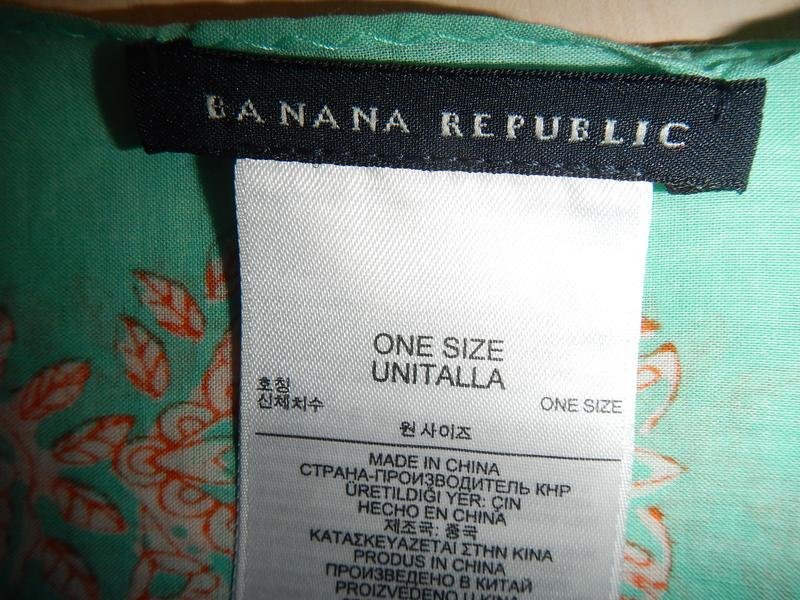 BANANA REPUBLIC
ONE SIZE
UNITALLA
호칭
신체치수
ONE SIZE
원 사이즈
MADE IN CHINA
СТРАНА-ПРОИЗВОДИТЕЛЬ КНР
ÜRETILDIĞI YER: ÇIN
HECHO EN CHINA
제조국: 중국
ΚΑΤΑΣΚΕΥΑΖΕΤΑΙ ΣΤΗΝ ΚΙΝΑ
PRODUS IN CHINA
ПРОИЗВЕДЕНО В КИТАЙ
PROIZVEDENO U KINA